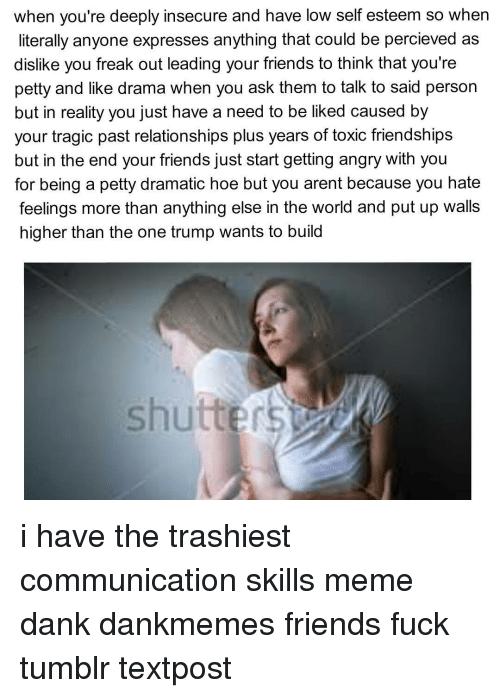 when you're deeply insecure and have low self esteem so when
literally anyone expresses anything that could be percieved as
dislike you freak out leading your friends to think that you're
petty and like drama when you ask them to talk to said person
but in reality you just have a need to be liked caused by
your tragic past relationships plus years of toxic friendships
but in the end your friends just start getting angry with you
for being a petty dramatic hoe but you arent because you hate
feelings more than anything else in the world and put up walls
higher than the one trump wants to build
shutterstock
i have the trashiest
communication skills meme
dank dankmemes friends fuck
tumblr textpost